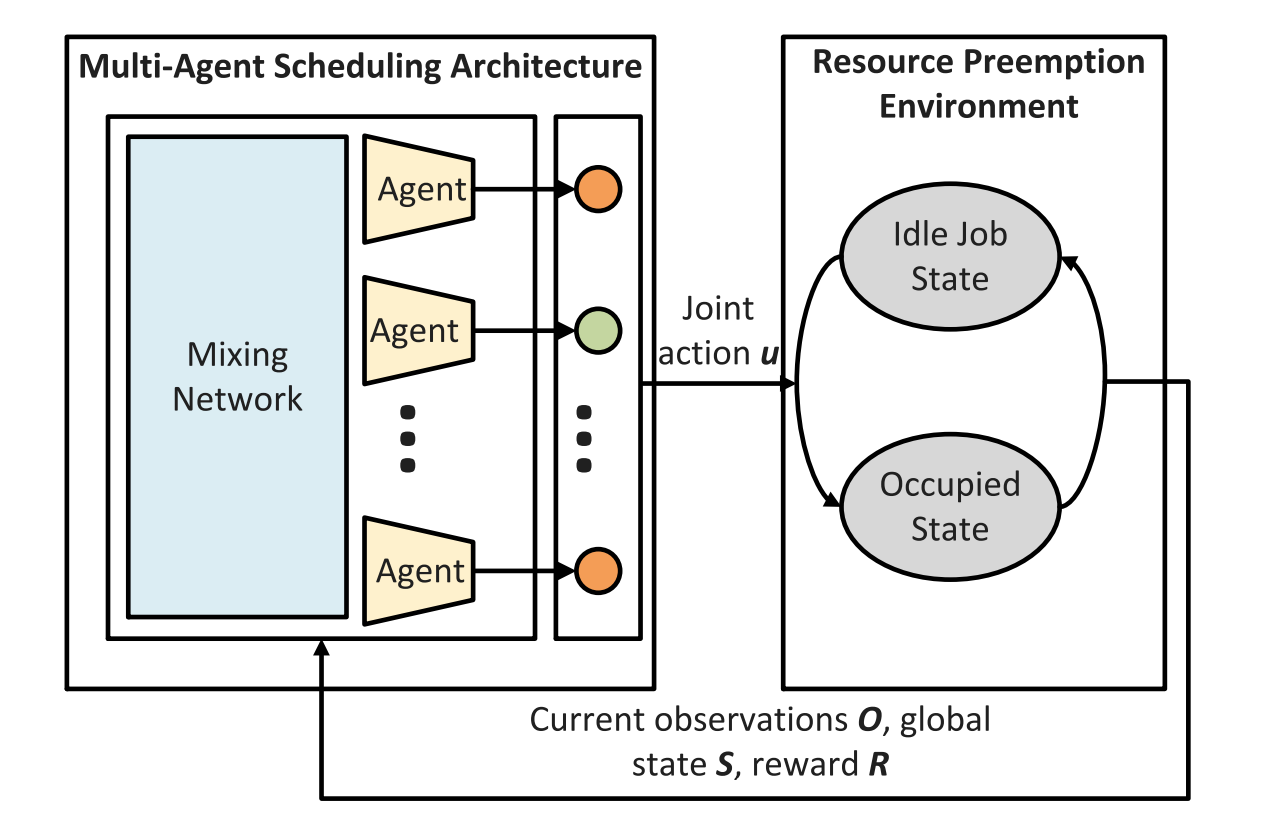 Multi-Agent Scheduling Architecture
Agent
Agent
Mixing
Network
Agent
Joint
action u
Resource Preemption
Environment
Idle Job
State
Occupied
State
Current observations O, global
state S, reward R